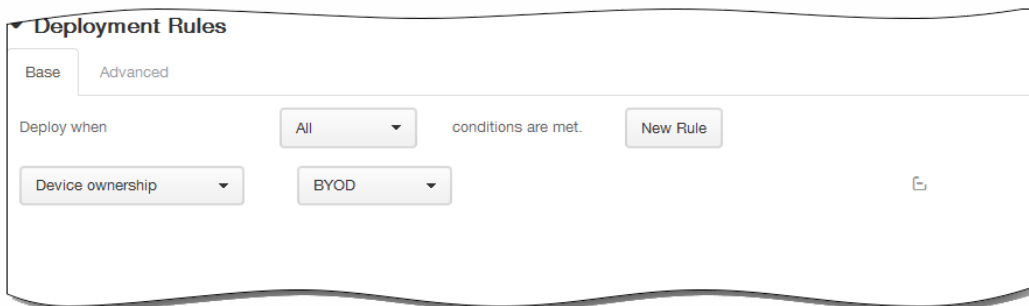 Deployment Rules
Base Advanced
Deploy when All conditions are met. New Rule
Device ownership BYOD